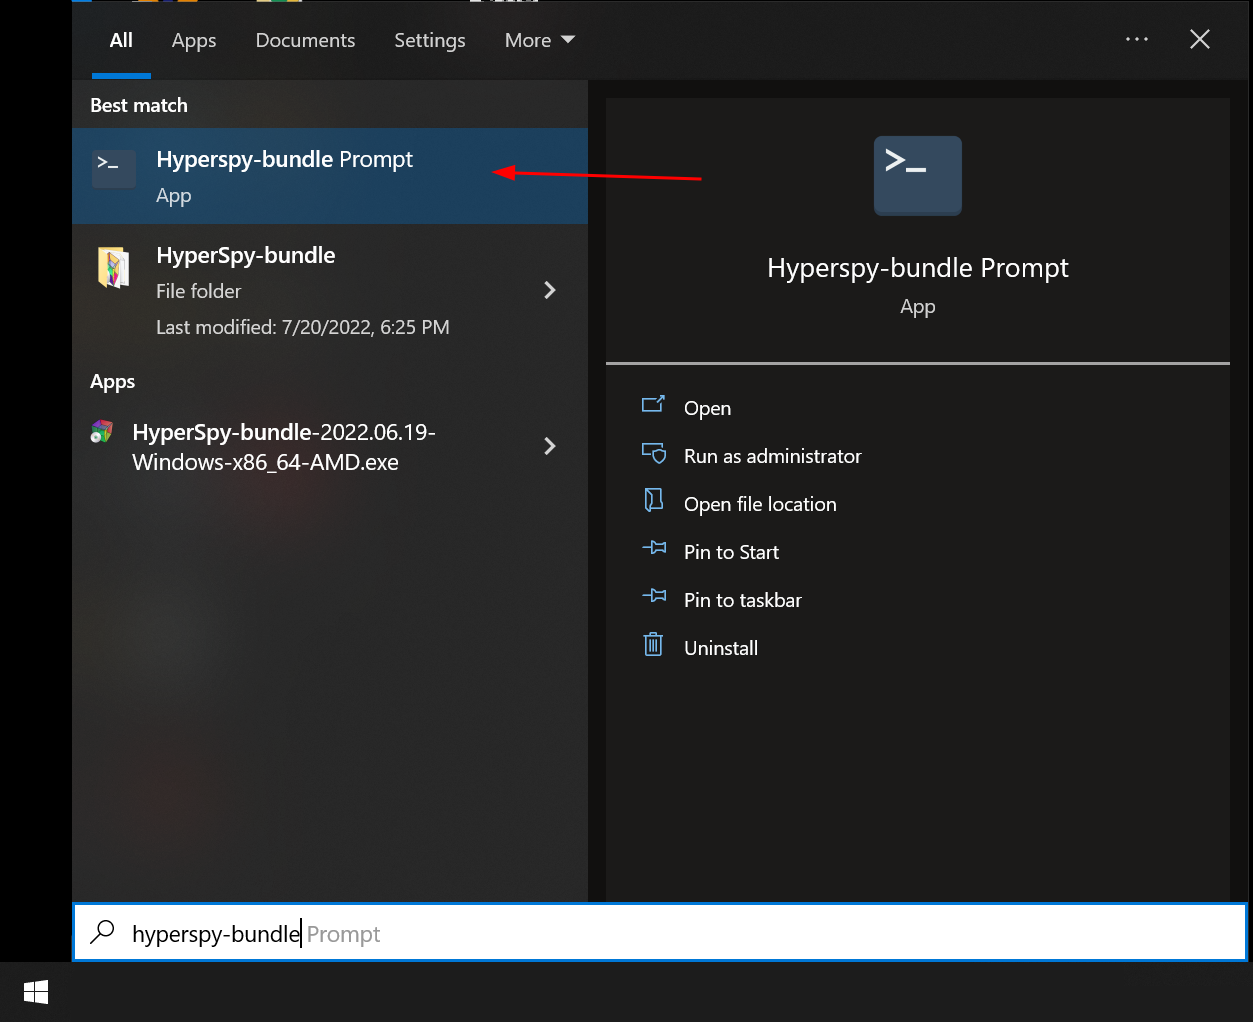 All Apps Documents Settings More
Best match
Hyperspy-bundle Prompt
App
HyperSpy-bundle
File folder
Last modified: 7/20/2022, 6:25 PM
Apps
HyperSpy-bundle-2022.06.19-
Windows-x86_64-AMD.exe
Hyperspy-bundle Prompt
App
Open
Run as administrator
Open file location
Pin to Start
Pin to taskbar
Uninstall
hyperspy-bundle Prompt